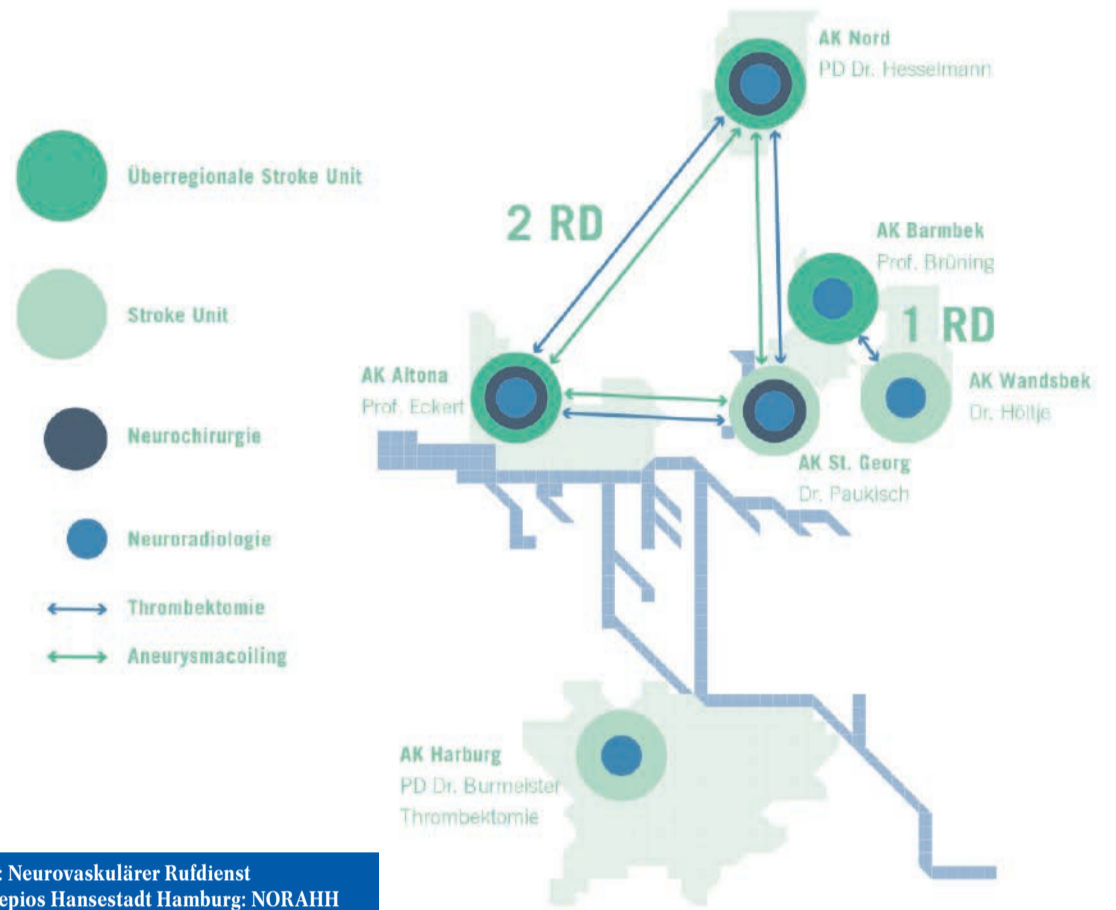 AK Nord
PD Dr. Hesselmann
Überregionale Stroke Unit
2 RD
AK Barmbek
Prof. Brüning
Stroke Unit
1 RD
AK Altona
Prof. Eckert
AK Wandsbek
Dr. Höltje
Neurochirurgie
AK St. Georg
Dr. Paukisch
Neuroradiologie
Thrombektomie
Aneurysmacoiling
AK Harburg
PD Dr. Burmeister
Thrombektomie
: Neurovaskulärer Rufdienst
Hansestadt Hamburg: NORAHH